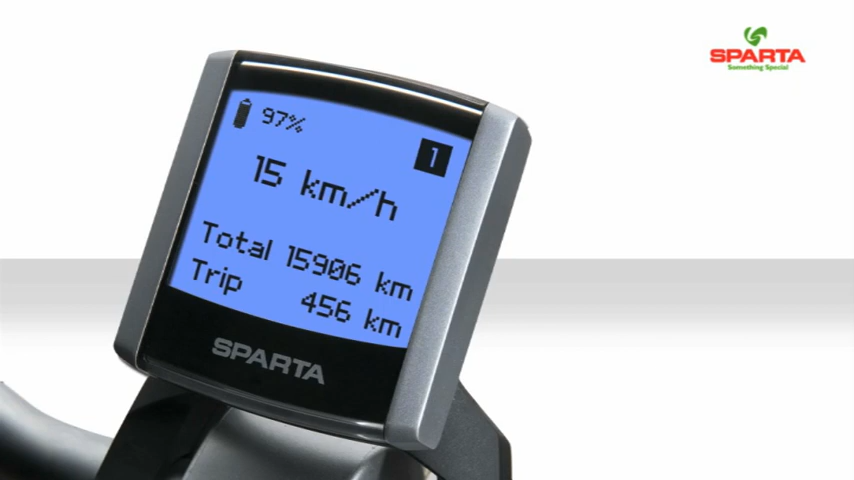 SPARTA
Something Special
97%
1
15 km/h
Total 15906 km
Trip 456 km
SPARTA